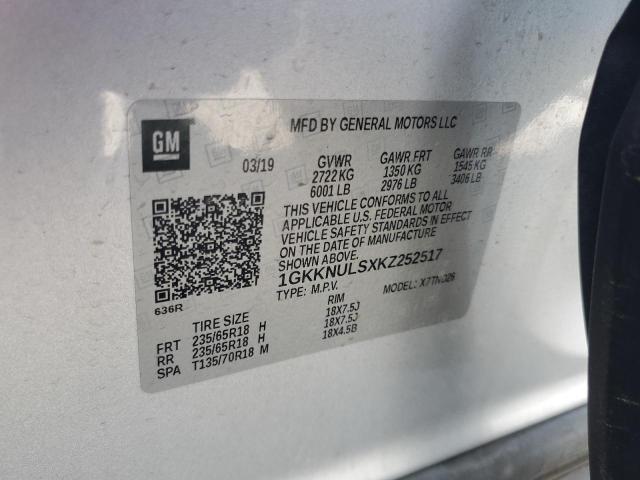 GM
MFD BY GENERAL MOTORS LLC
03/19 GVWR GAWR FRT GAWR RR
2722 KG 1350 KG 1545 KG
6001 LB 2976 LB 3406 LB
THIS VEHICLE CONFORMS TO ALL
APPLICABLE U.S. FEDERAL MOTOR
VEHICLE SAFETY STANDARDS IN EFFECT
ON THE DATE OF MANUFACTURE
SHOWN ABOVE.
1GKKNULSXKZ252517
TYPE: M.P.V. MODEL: X7TNO26
636R
TIRE SIZE RIM
FRT 235/65R18 H 18X7.5J
RR 235/65R18 H 18X7.5J
SPA T135/70R18 M 18X4.5B